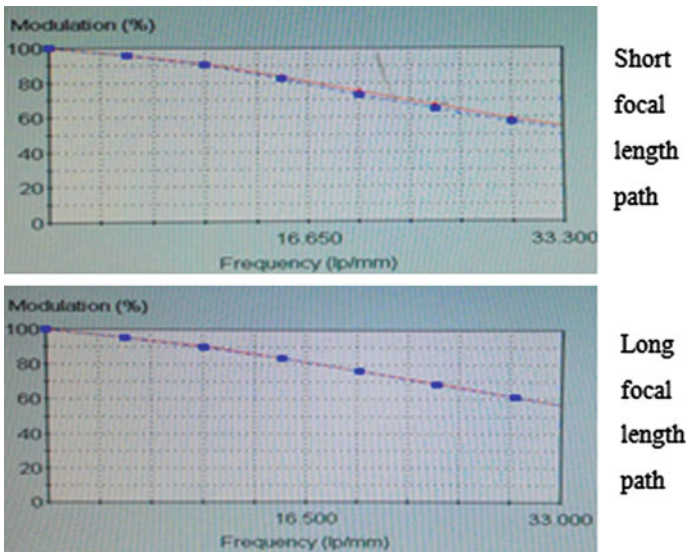 Modulation (%)
100
80
60
40
20
0
16.650
33.300
Frequency (lp/mm)
Short
focal
length
path
Modulation (%)
100
80
60
40
20
0
16.500
33.000
Frequency (lp/mm)
Long
focal
length
path